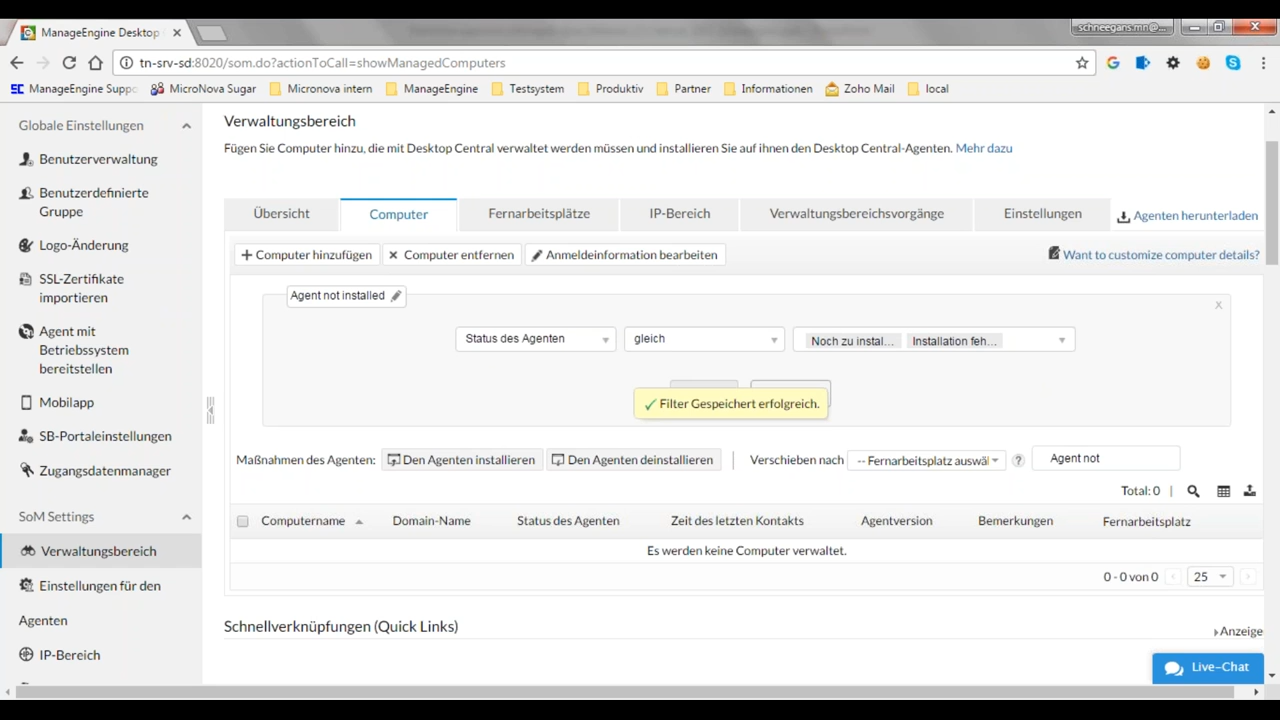 ManageEngine Desktop
schneegans.mn@...
tn-srv-sd:8020/som.do?actionToCall=showManagedComputers
ManageEngine Suppo MicroNova Sugar Micronova intern ManageEngine Testsystem Produktiv Partner Informationen Zoho Mail local
Globale Einstellungen
Benutzerverwaltung
Benutzerdefinierte
Gruppe
Logo-Änderung
SSL-Zertifikate
importieren
Agent mit
Betriebssystem
bereitstellen
Mobilapp
SB-Portaleinstellungen
Zugangsdatenmanager
SoM Settings
Verwaltungsbereich
Einstellungen für den
Agenten
IP-Bereich
Verwaltungsbereich
Fügen Sie Computer hinzu, die mit Desktop Central verwaltet werden müssen und installieren Sie auf ihnen den Desktop Central-Agenten. Mehr dazu
Übersicht Computer Fernarbeitsplätze IP-Bereich Verwaltungsbereichsvorgänge Einstellungen Agenten herunterladen
Computer hinzufügen Computer entfernen Anmeldeinformation bearbeiten Want to customize computer details?
Agent not installed
x
Status des Agenten gleich Noch zu instal... Installation feh...
Filter Gespeichert erfolgreich.
Maßnahmen des Agenten: Den Agenten installieren Den Agenten deinstallieren Verschieben nach -- Fernarbeitsplatz auswäl ? Agent not
Total: 0 |
Computername Domain-Name Status des Agenten Zeit des letzten Kontakts Agentversion Bemerkungen Fernarbeitsplatz
Es werden keine Computer verwaltet.
0 - 0 von 0 25
Schnellverknüpfungen (Quick Links)
Anzeige
Live-Chat